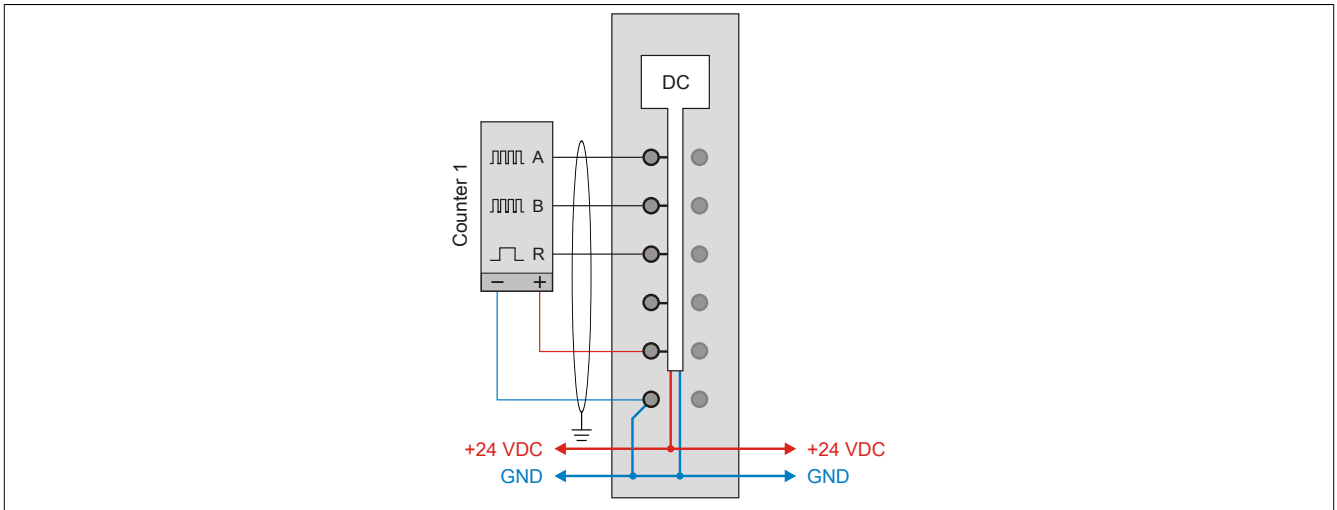 DC
Counter 1
A
B
R
− +
+24 VDC +24 VDC
GND GND